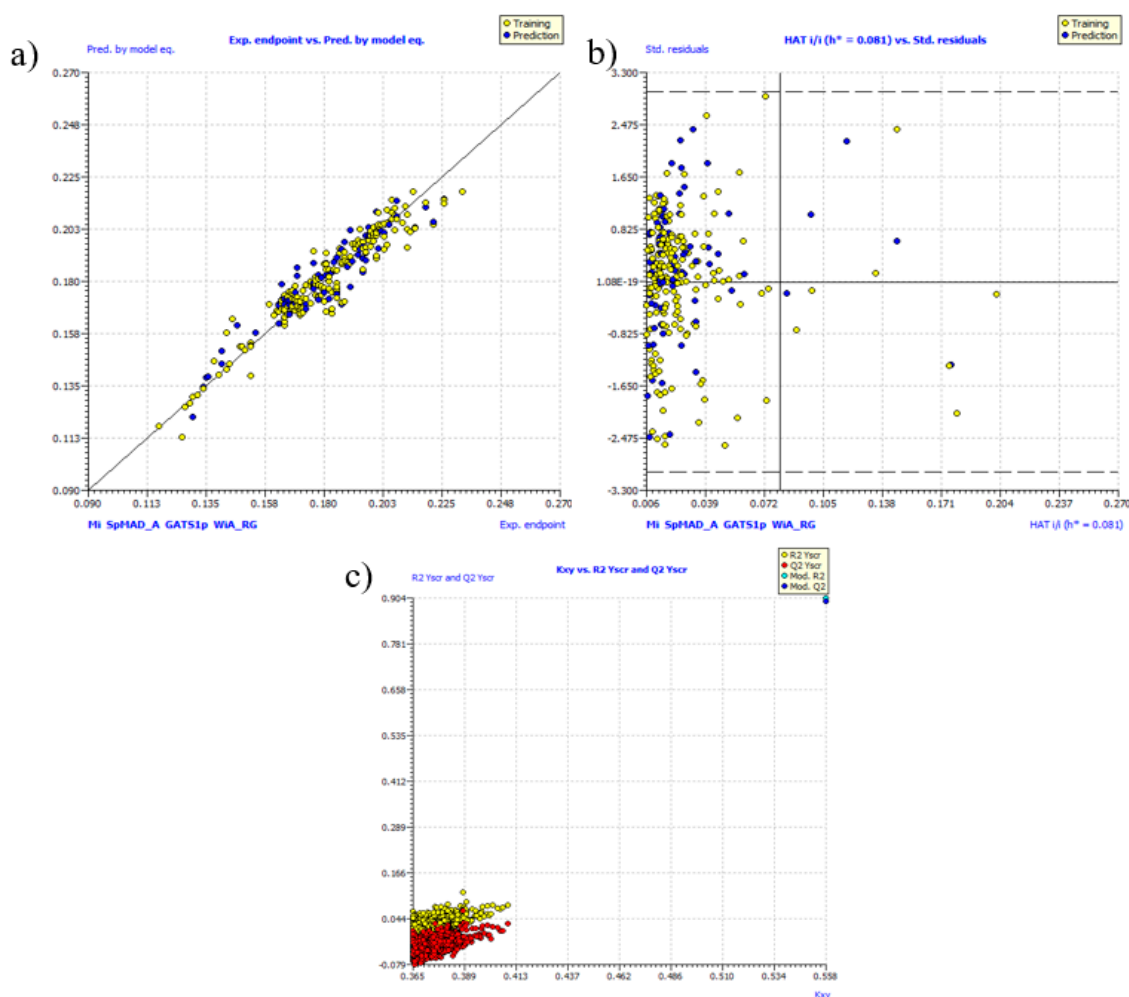 a)
Exp. endpoint vs. Pred. by model eq.
Pred. by model eq.
Training
Prediction
0.270
0.248
0.225
0.203
0.180
0.158
0.135
0.113
0.090
0.090 0.113 0.135 0.158 0.180 0.203 0.225 0.248 0.270
Mi SpMAD_A GATS1p WiA_RG
Exp. endpoint
b)
HAT i/i (h* = 0.081) vs. Std. residuals
Std. residuals
Training
Prediction
3.300
2.475
1.650
0.825
1.08E-19
-0.825
-1.650
-2.475
-3.300
0.006 0.039 0.072 0.105 0.138 0.171 0.204 0.237 0.270
Mi SpMAD_A GATS1p WiA_RG
HAT i/i (h* = 0.081)
c)
Kxy vs. R2 Yscr and Q2 Yscr
R2 Yscr and Q2 Yscr
R2 Yscr
Q2 Yscr
Mod. R2
Mod. Q2
0.904
0.781
0.658
0.535
0.412
0.289
0.166
0.044
-0.079
0.365 0.389 0.413 0.437 0.462 0.486 0.510 0.534 0.558
Kxy